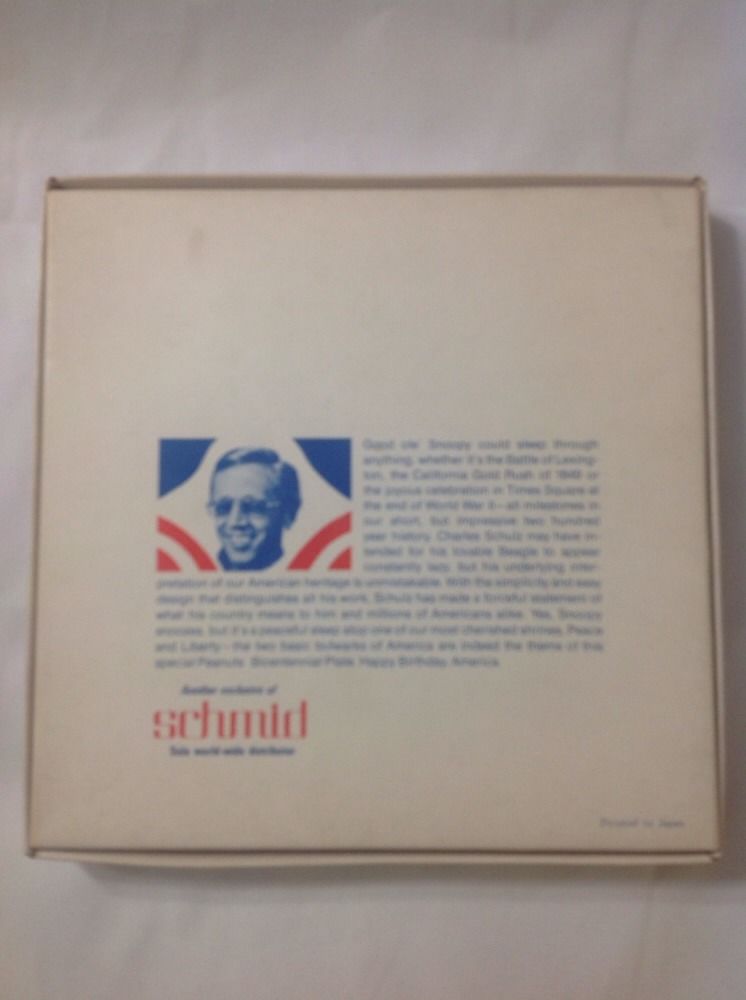 Good ole' Snoopy could sleep through
anything, whether it's the Battle of Lexing-
ton, the California Gold Rush of 1849 or
the joyous celebration in Times Square at
the end of World War II—all milestones in
our short, but impressive two hundred
year history. Charles Schulz may have in-
tended for his lovable Beagle to appear
constantly lazy, but his underlying inter-
pretation of our American heritage is unmistakable. With the simplicity and easy
design that distinguishes all his work, Schulz has made a forceful statement of
what his country means to him and millions of Americans alike. Yes, Snoopy
snoozes, but it's a peaceful sleep atop one of our most cherished shrines. Peace
and Liberty—the two basic bulwarks of America are indeed the theme of this
special Peanuts Bicentennial Plate. Happy Birthday, America.
Another exclusive of
schmid
Sole world-wide distributor
Printed in Japan